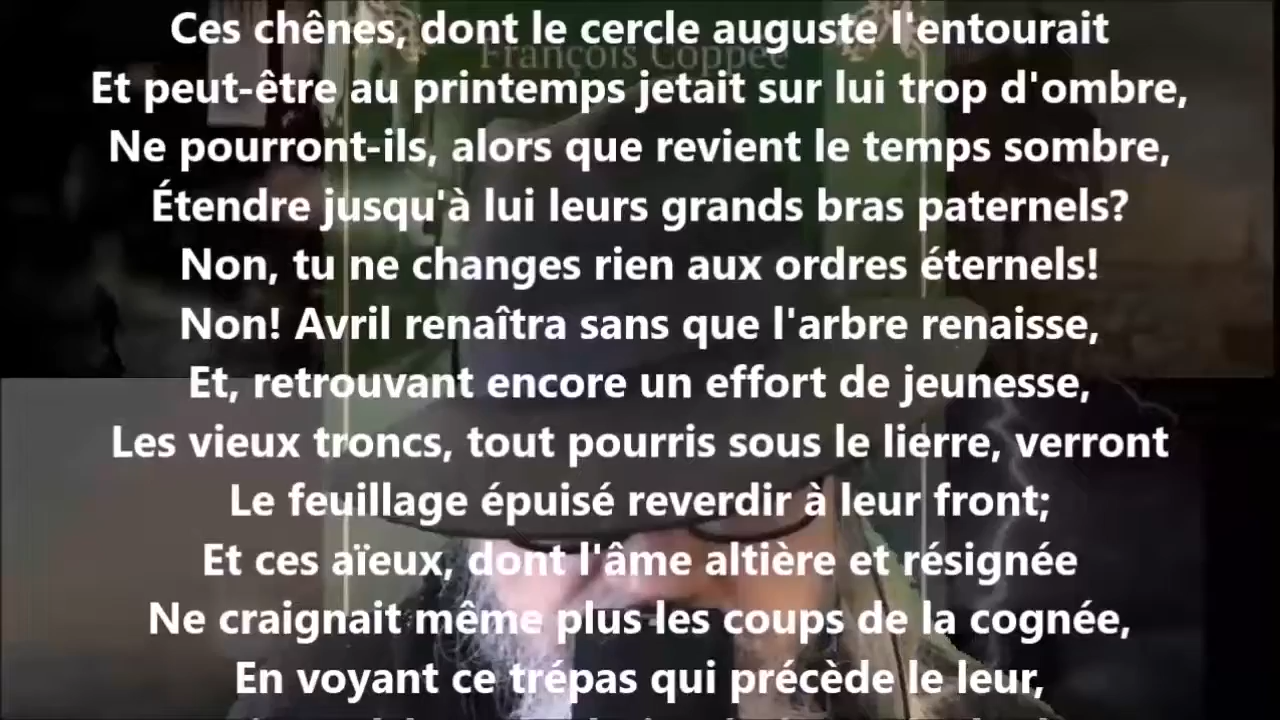 Ces chênes, dont le cercle auguste l'entourait
François Coppée
Et peut-être au printemps jetait sur lui trop d'ombre,
Ne pourront-ils, alors que revient le temps sombre,
Étendre jusqu'à lui leurs grands bras paternels?
Non, tu ne changes rien aux ordres éternels!
Non! Avril renaîtra sans que l'arbre renaisse,
Et, retrouvant encore un effort de jeunesse,
Les vieux troncs, tout pourris sous le lierre, verront
Le feuillage épuisé reverdir à leur front;
Et ces aïeux, dont l'âme altière et résignée
Ne craignait même plus les coups de la cognée,
En voyant ce trépas qui précède le leur,